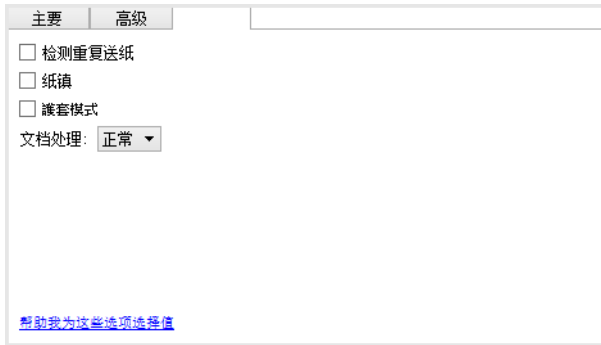 主要 高级
检测重复送纸
纸镇
護套模式
文档处理: 正常
帮助我为这些选项选择值